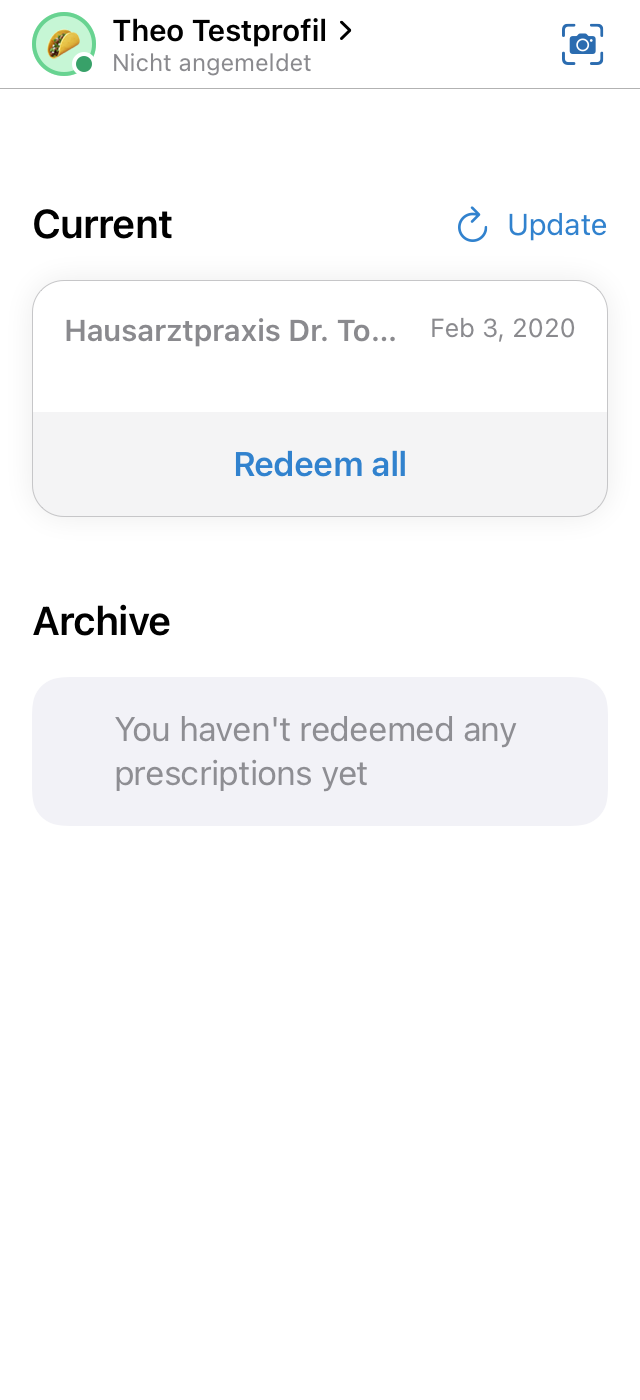 Theo Testprofil
Nicht angemeldet
Current
Update
Hausarztpraxis Dr. To...
Feb 3, 2020
Redeem all
Archive
You haven't redeemed any
prescriptions yet